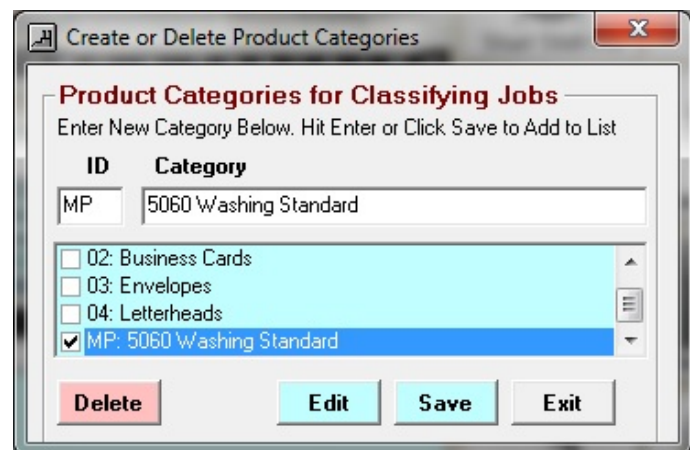 Create or Delete Product Categories
Product Categories for Classifying Jobs
Enter New Category Below. Hit Enter or Click Save to Add to List
ID Category
MP 5060 Washing Standard
02: Business Cards
03: Envelopes
04: Letterheads
MP: 5060 Washing Standard
Delete Edit Save Exit